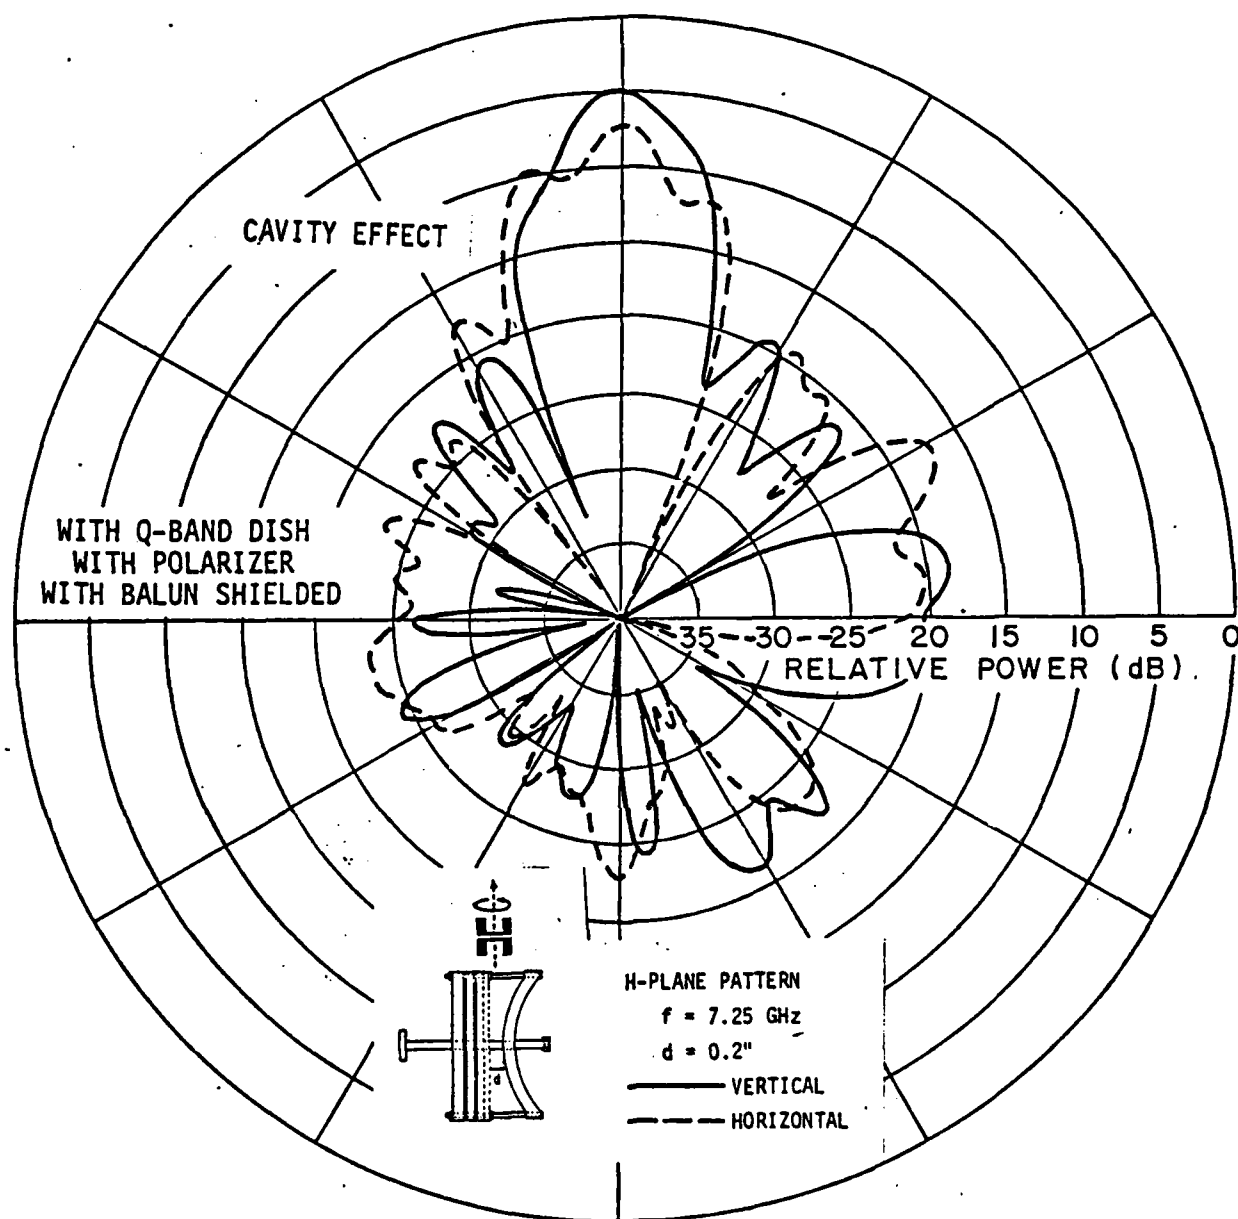 CAVITY EFFECT
WITH Q-BAND DISH
WITH POLARIZER
WITH BALUN SHIELDED
35 30 25 20 15 10 5 0
RELATIVE POWER (dB).
d
H-PLANE PATTERN
f = 7.25 GHz
d = 0.2"
VERTICAL
HORIZONTAL